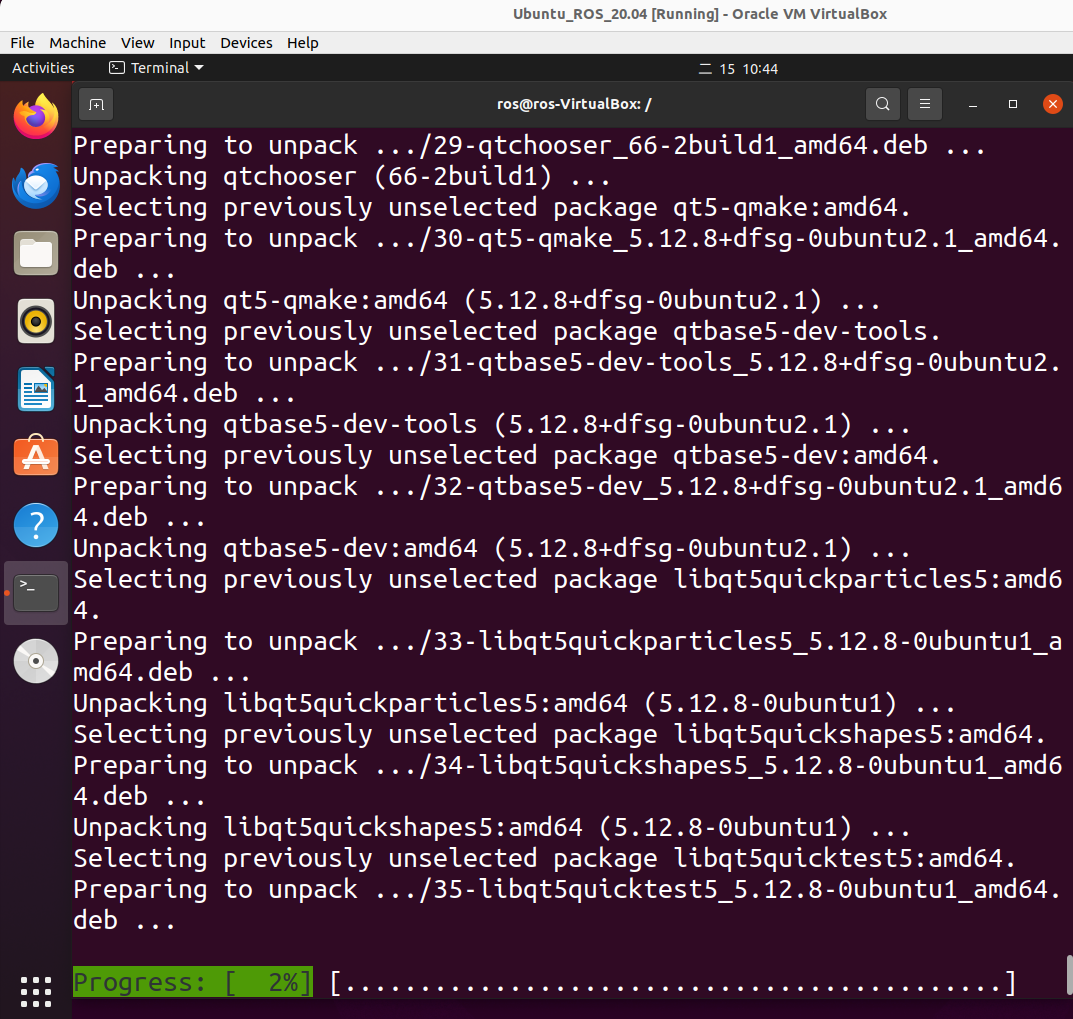 Ubuntu_ROS_20.04 [Running] - Oracle VM VirtualBox
File Machine View Input Devices Help
Activities Terminal 二 15 10:44
ros@ros-VirtualBox: /
Preparing to unpack .../29-qtchooser_66-2build1_amd64.deb ...
Unpacking qtchooser (66-2build1) ...
Selecting previously unselected package qt5-qmake:amd64.
Preparing to unpack .../30-qt5-qmake_5.12.8+dfsg-0ubuntu2.1_amd64.
deb ...
Unpacking qt5-qmake:amd64 (5.12.8+dfsg-0ubuntu2.1) ...
Selecting previously unselected package qtbase5-dev-tools.
Preparing to unpack .../31-qtbase5-dev-tools_5.12.8+dfsg-0ubuntu2.
1_amd64.deb ...
Unpacking qtbase5-dev-tools (5.12.8+dfsg-0ubuntu2.1) ...
Selecting previously unselected package qtbase5-dev:amd64.
Preparing to unpack .../32-qtbase5-dev_5.12.8+dfsg-0ubuntu2.1_amd6
4.deb ...
Unpacking qtbase5-dev:amd64 (5.12.8+dfsg-0ubuntu2.1) ...
Selecting previously unselected package libqt5quickparticles5:amd6
4.
Preparing to unpack .../33-libqt5quickparticles5_5.12.8-0ubuntu1_a
md64.deb ...
Unpacking libqt5quickparticles5:amd64 (5.12.8-0ubuntu1) ...
Selecting previously unselected package libqt5quickshapes5:amd64.
Preparing to unpack .../34-libqt5quickshapes5_5.12.8-0ubuntu1_amd6
4.deb ...
Unpacking libqt5quickshapes5:amd64 (5.12.8-0ubuntu1) ...
Selecting previously unselected package libqt5quicktest5:amd64.
Preparing to unpack .../35-libqt5quicktest5_5.12.8-0ubuntu1_amd64.
deb ...
Progress: [  2%] [............................................]